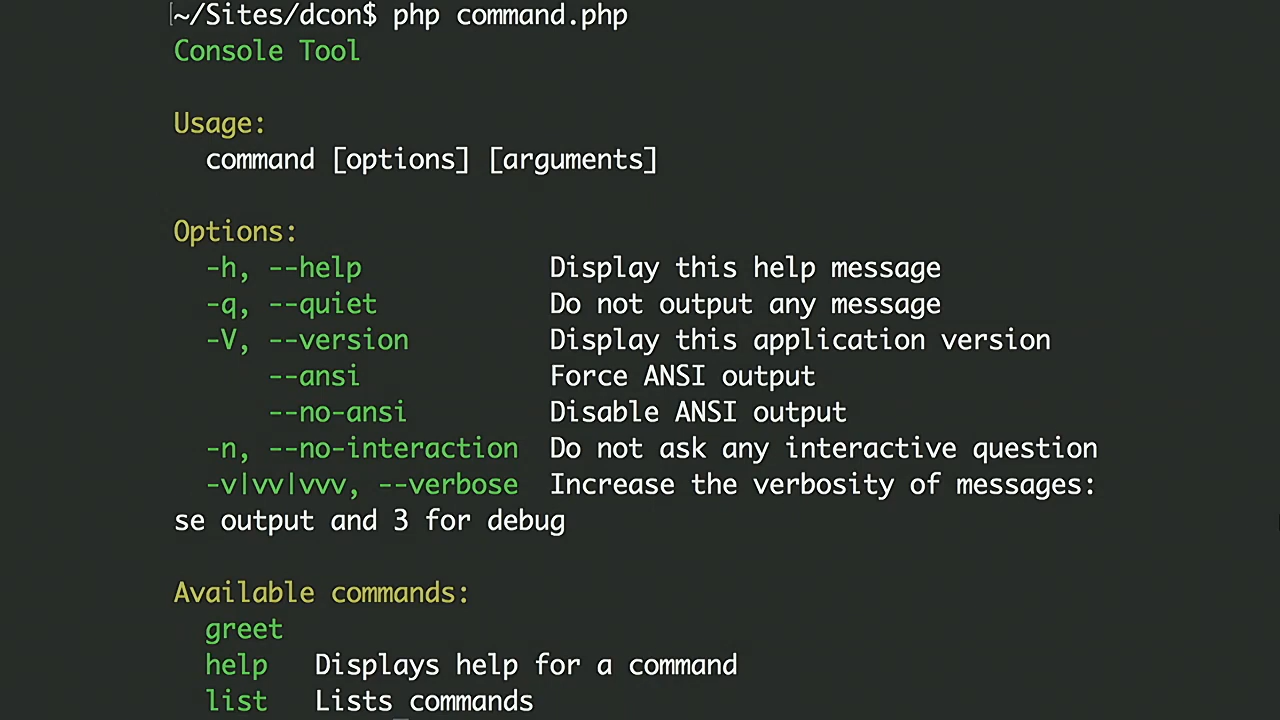 ~/Sites/dcon$ php command.php
Console Tool
Usage:
command [options] [arguments]
Options:
-h, --help Display this help message
-q, --quiet Do not output any message
-V, --version Display this application version
--ansi Force ANSI output
--no-ansi Disable ANSI output
-n, --no-interaction Do not ask any interactive question
-v|vv|vvv, --verbose Increase the verbosity of messages:
se output and 3 for debug
Available commands:
greet
help Displays help for a command
list Lists commands